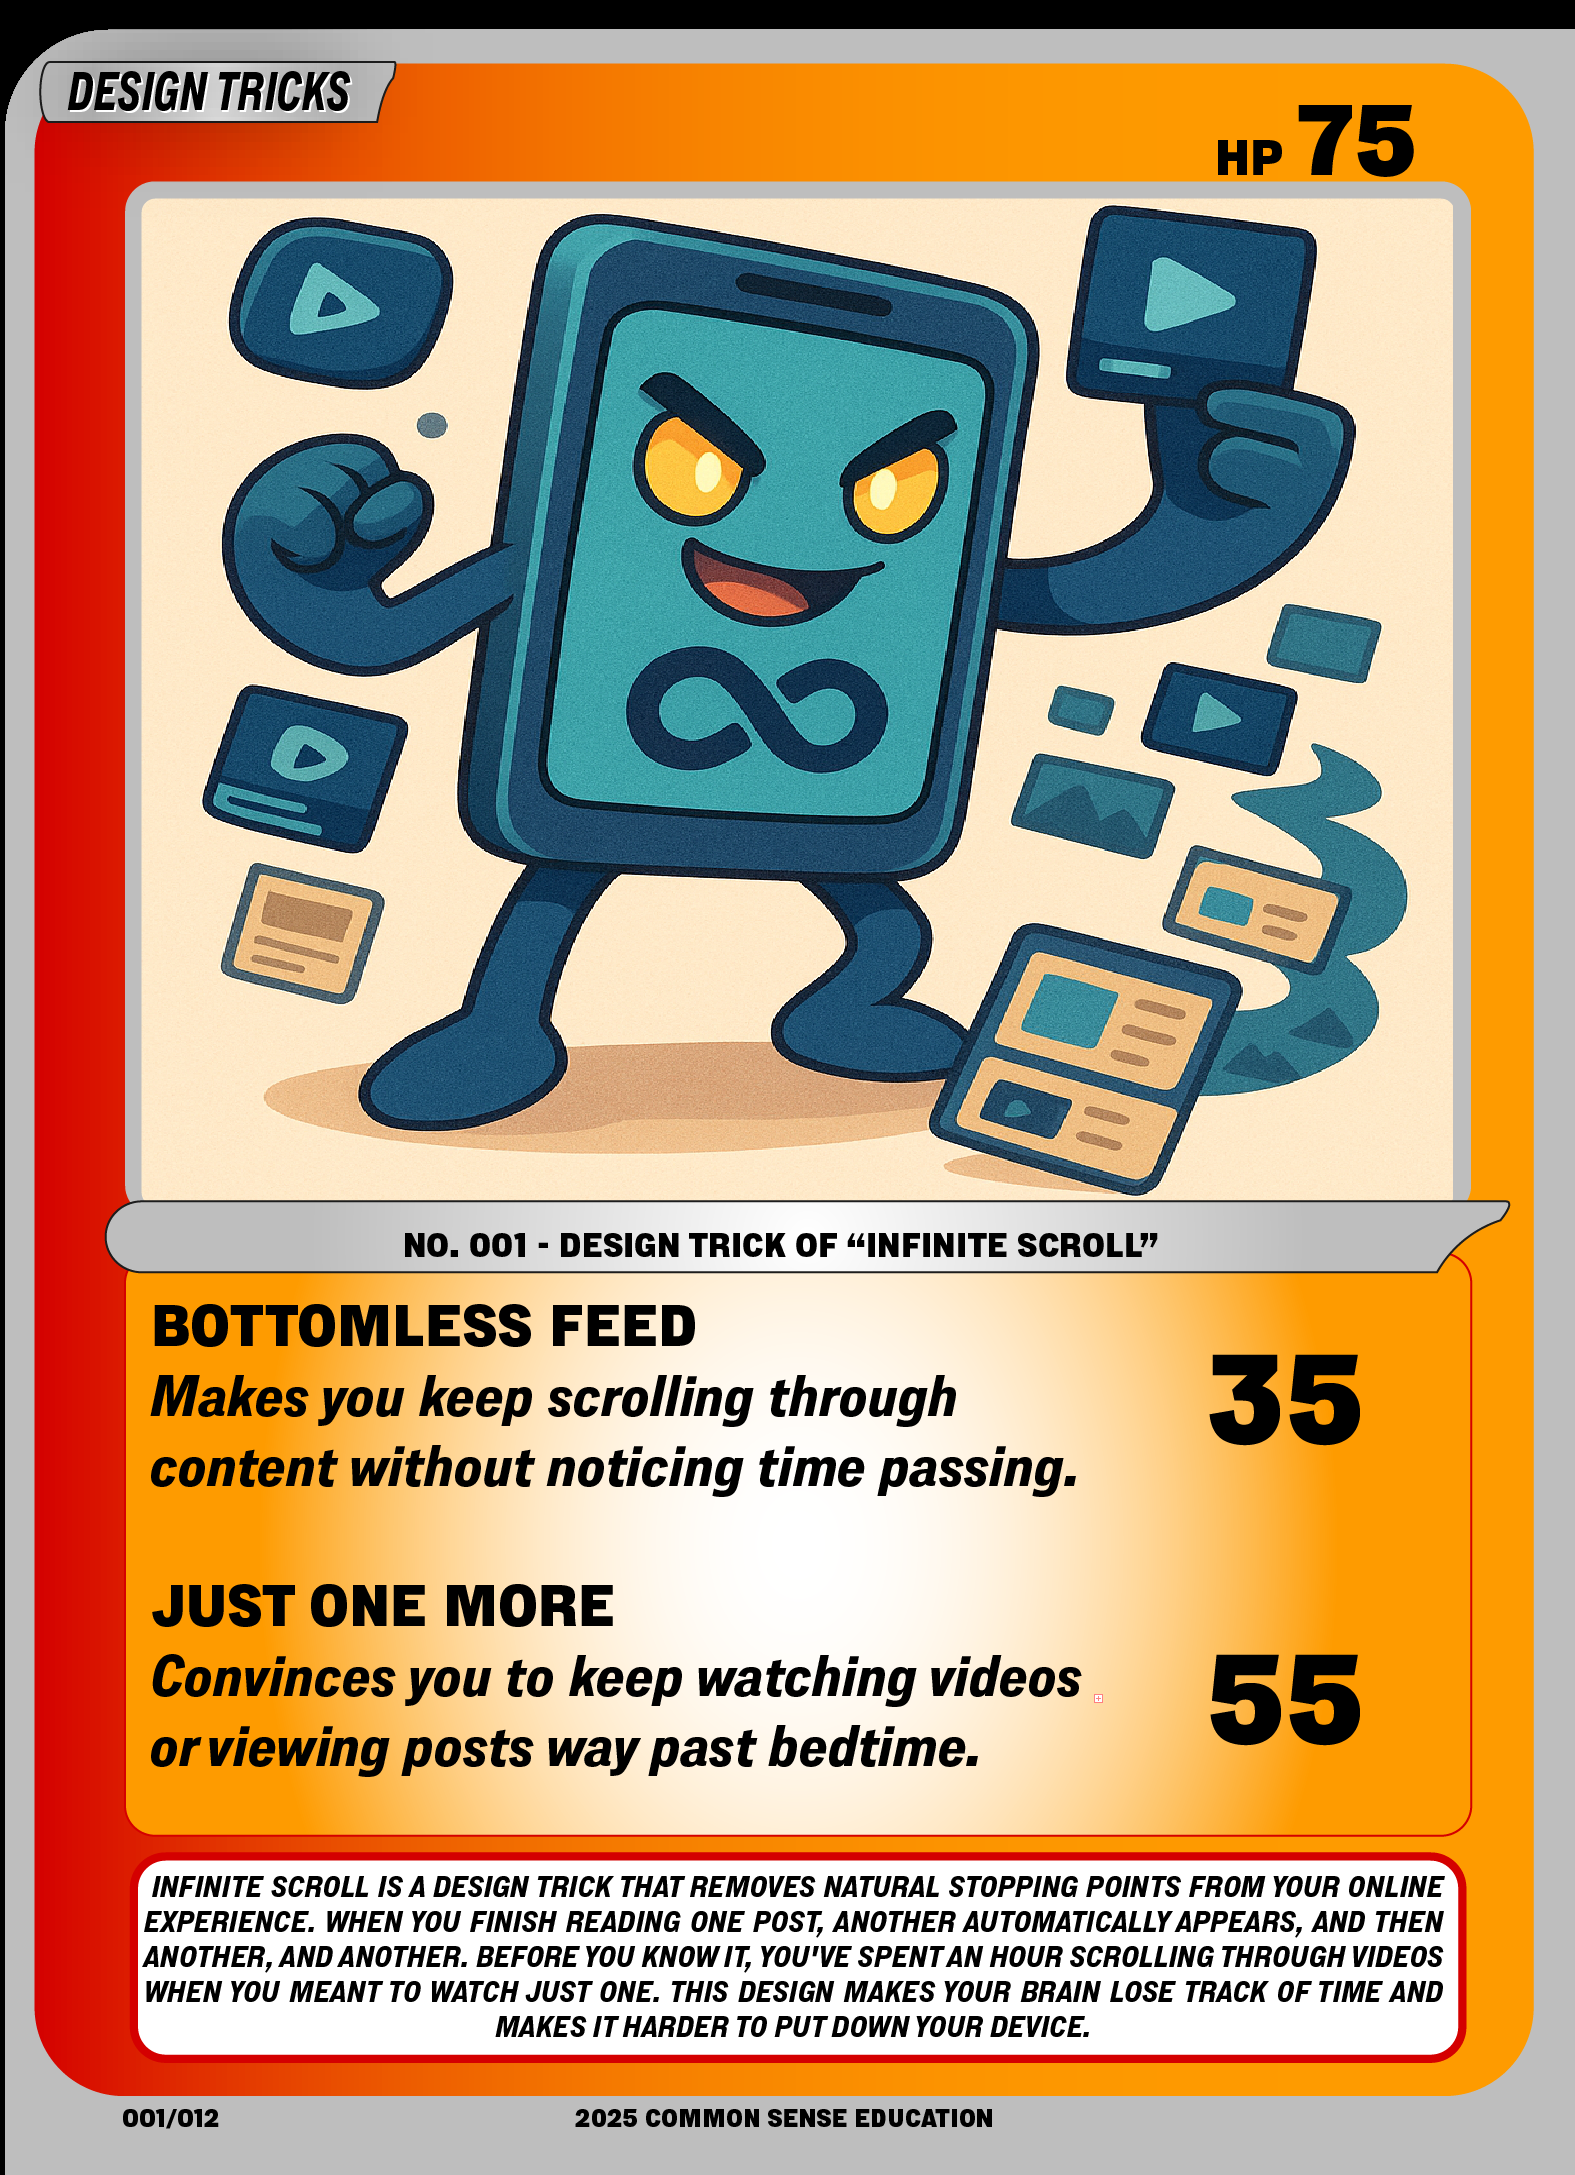 DESIGN TRICKS
HP 75
NO. 001 - DESIGN TRICK OF “INFINITE SCROLL”
BOTTOMLESS FEED
Makes you keep scrolling through
content without noticing time passing.
35
JUST ONE MORE
Convinces you to keep watching videos
or viewing posts way past bedtime.
55
INFINITE SCROLL IS A DESIGN TRICK THAT REMOVES NATURAL STOPPING POINTS FROM YOUR ONLINE
EXPERIENCE. WHEN YOU FINISH READING ONE POST, ANOTHER AUTOMATICALLY APPEARS, AND THEN
ANOTHER, AND ANOTHER. BEFORE YOU KNOW IT, YOU'VE SPENT AN HOUR SCROLLING THROUGH VIDEOS
WHEN YOU MEANT TO WATCH JUST ONE. THIS DESIGN MAKES YOUR BRAIN LOSE TRACK OF TIME AND
MAKES IT HARDER TO PUT DOWN YOUR DEVICE.
001/012
2025 COMMON SENSE EDUCATION